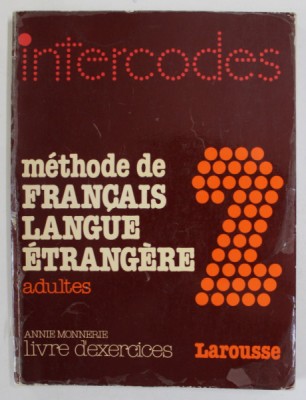 intercodes
méthode de
FRANÇAIS
LANGUE
ÉTRANGÈRE
2
adultes
ANNIE MONNERIE
livre d'exercices
Larousse